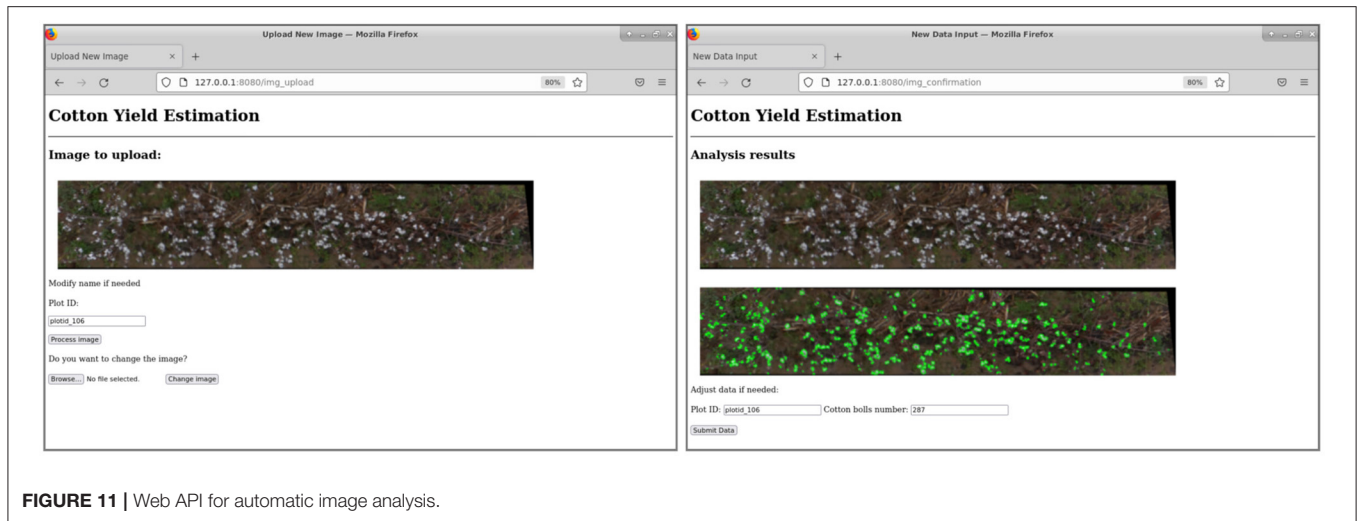 Upload New Image — Mozilla Firefox
Upload New Image × +
127.0.0.1:8080/img_upload 80%
Cotton Yield Estimation
Image to upload:
Modify name if needed
Plot ID:
plotid_106
Process image
Do you want to change the image?
Browse... No file selected. Change image
New Data Input — Mozilla Firefox
New Data Input × +
127.0.0.1:8080/img_confirmation 80%
Cotton Yield Estimation
Analysis results
Adjust data if needed:
Plot ID: plotid_106 Cotton bolls number: 287
Submit Data
FIGURE 11 | Web API for automatic image analysis.